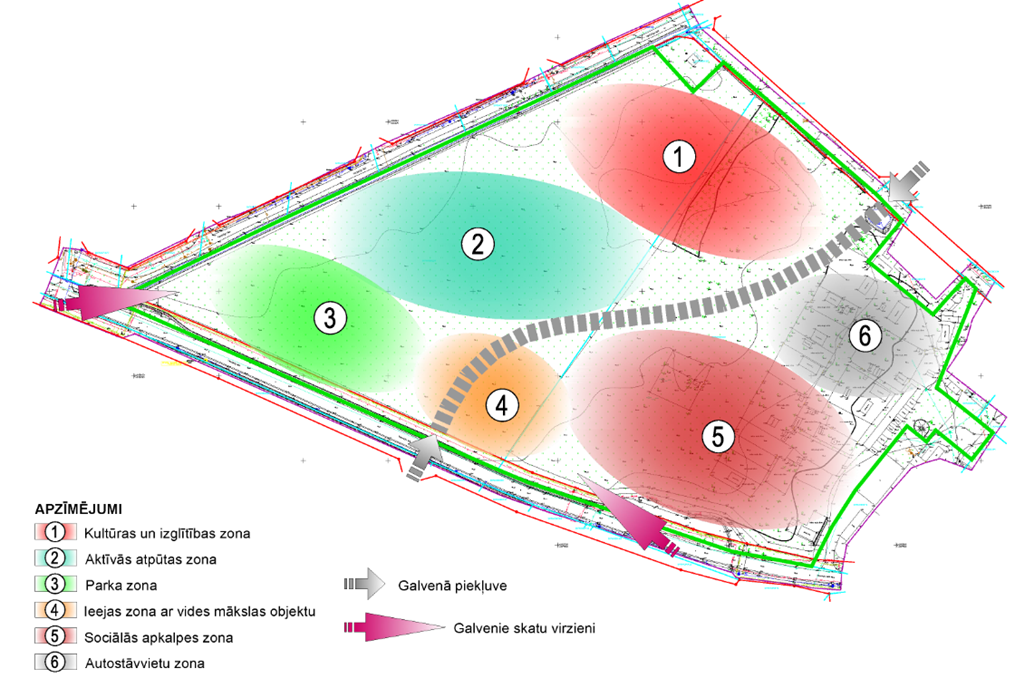 1
2
3
6
4
5
APZĪMĒJUMI
1 Kultūras un izglītības zona
2 Aktīvās atpūtas zona
3 Parka zona
4 Ieejas zona ar vides mākslas objektu
5 Sociālās apkalpes zona
6 Autostāvvietu zona
Galvenā piekļuve
Galvenie skatu virzieni